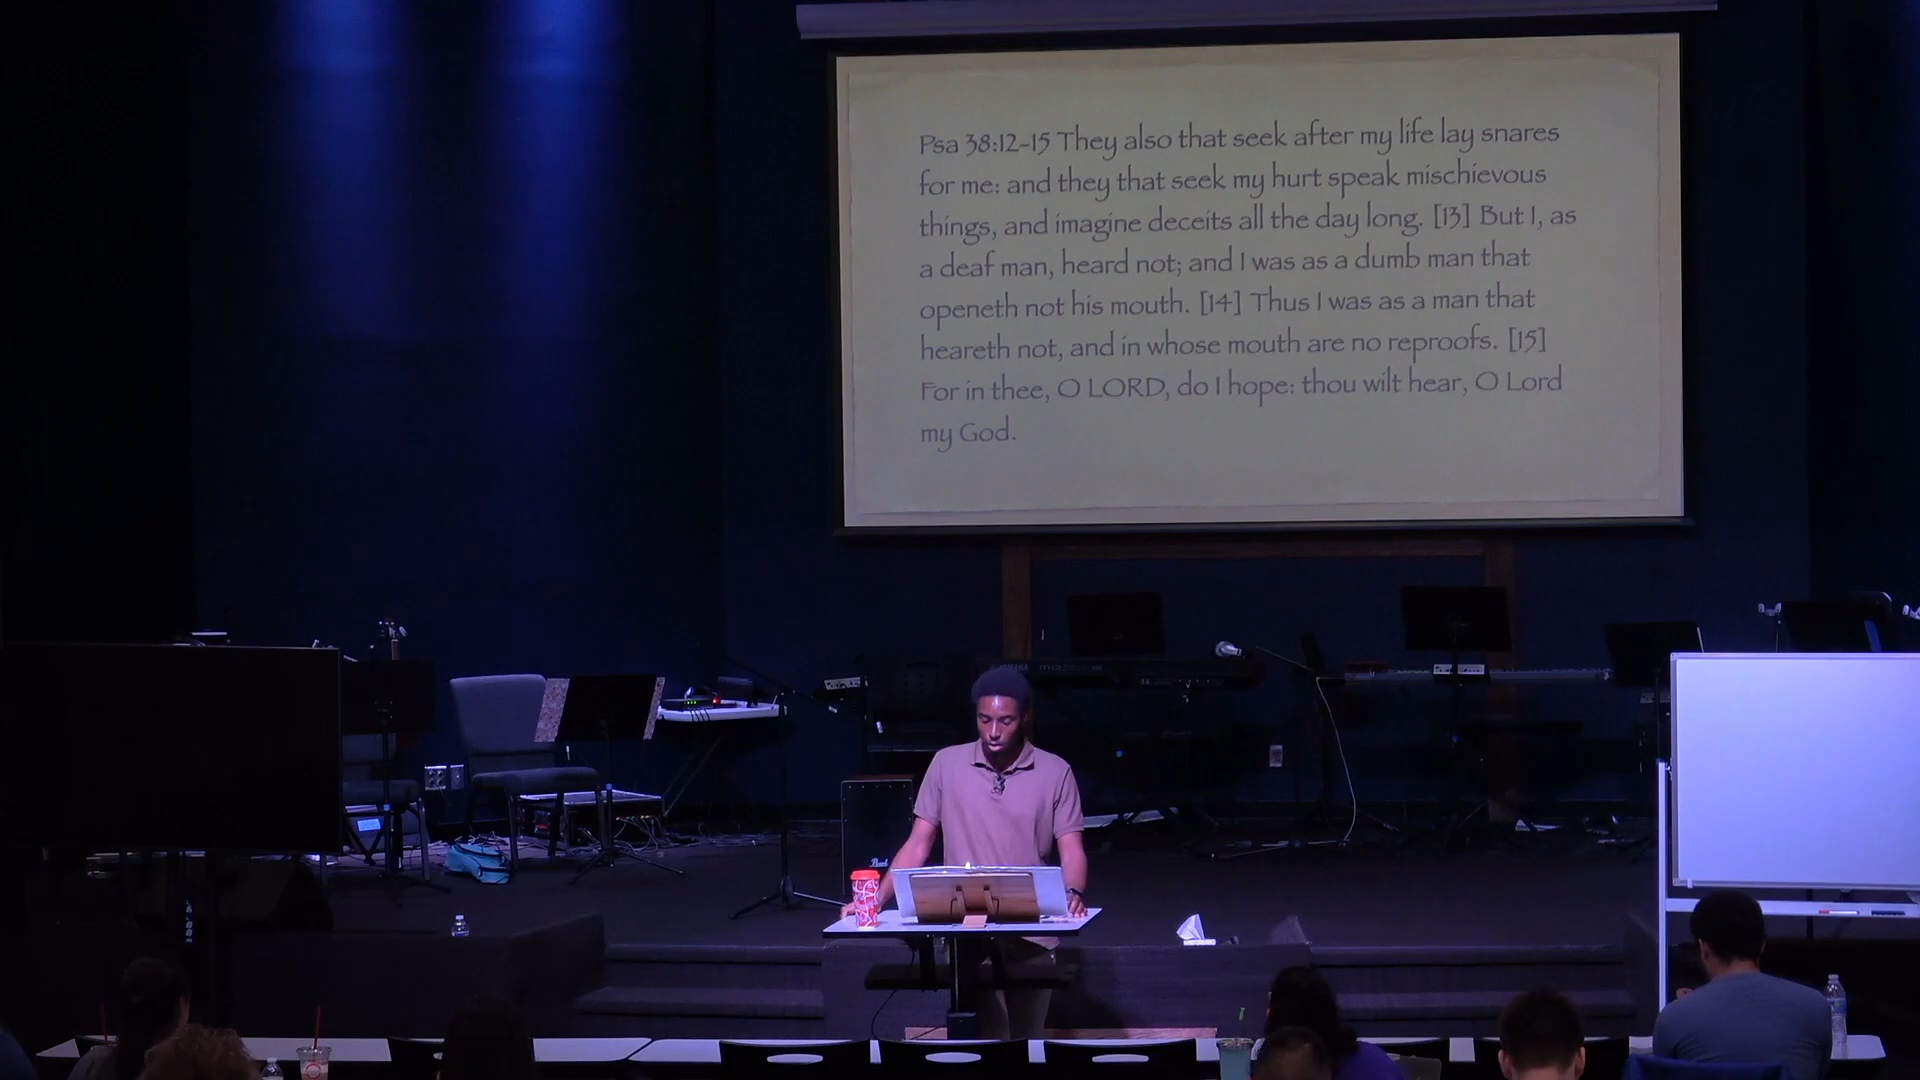 Psa 38:12-15 They also that seek after my life lay snares
for me: and they that seek my hurt speak mischievous
things, and imagine deceits all the day long. [13] But I, as
a deaf man, heard not; and I was as a dumb man that
openeth not his mouth. [14] Thus I was as a man that
heareth not, and in whose mouth are no reproofs. [15]
For in thee, O LORD, do I hope: thou wilt hear, O Lord
my God.
YAMAHA
Pearl